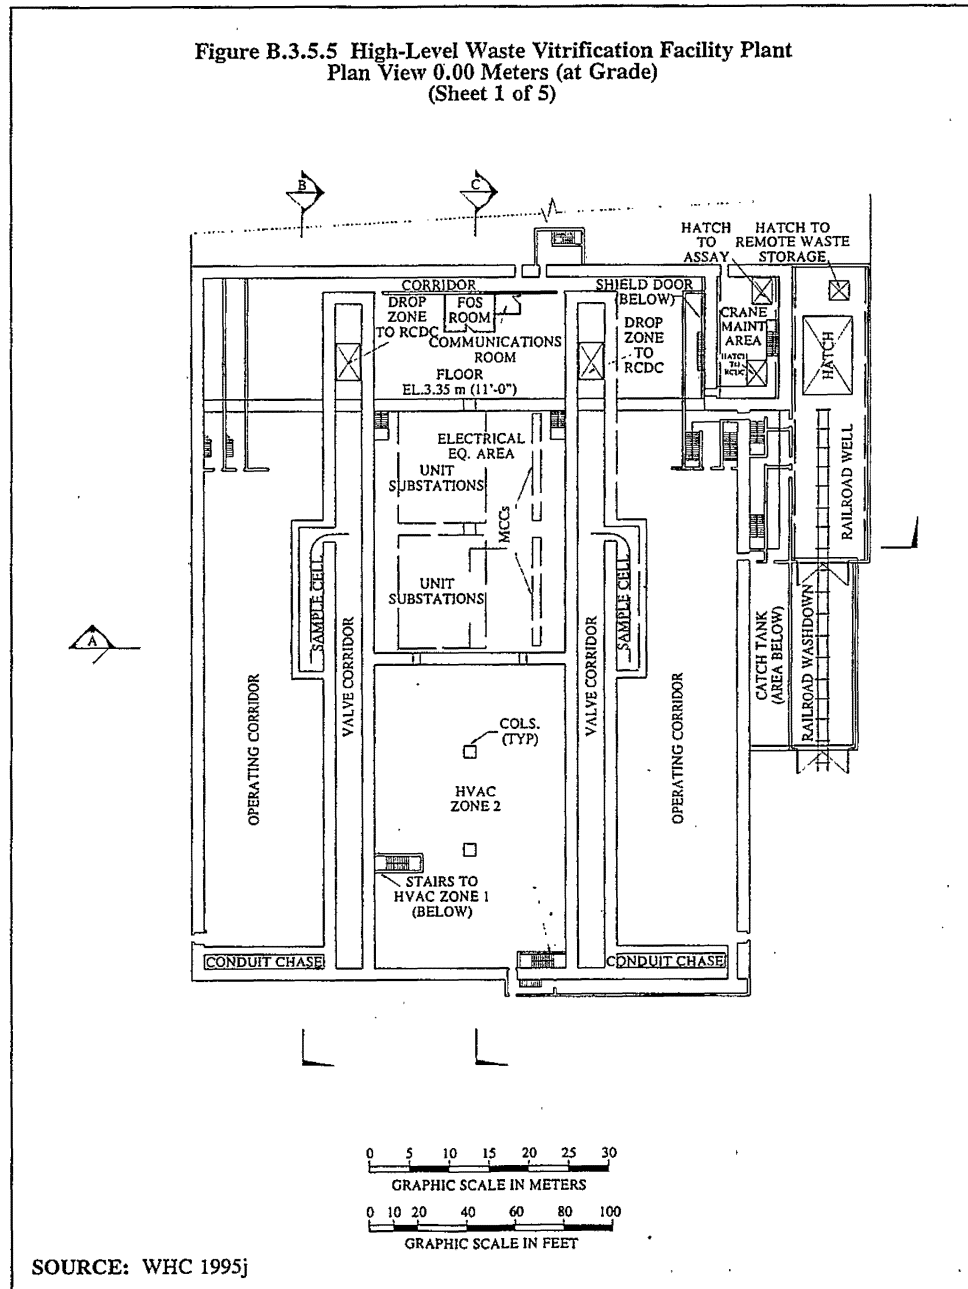 Figure B.3.5.5 High-Level Waste Vitrification Facility Plant
Plan View 0.00 Meters (at Grade)
(Sheet 1 of 5)
B
C
HATCH
TO
ASSAY
HATCH TO
REMOTE WASTE
STORAGE
CORRIDOR
SHIELD DOOR
(BELOW)
DROP
ZONE
TO RCDC
FOS
ROOM
COMMUNICATIONS
ROOM
DROP
ZONE
TO
RCDC
CRANE
MAINT
AREA
HATCH
TO
RCDC
HATCH
FLOOR
EL.3.35 m (11'-0")
ELECTRICAL
EQ. AREA
UNIT
SUBSTATIONS
MCCs
RAILROAD WELL
UNIT
SUBSTATIONS
SAMPLE CELL
SAMPLE CELL
A
VALVE CORRIDOR
VALVE CORRIDOR
CATCH TANK
(AREA BELOW)
RAILROAD WASHDOWN
OPERATING CORRIDOR
OPERATING CORRIDOR
COLS.
(TYP)
HVAC
ZONE 2
STAIRS TO
HVAC ZONE 1
(BELOW)
CONDUIT CHASE
CONDUIT CHASE
0 5 10 15 20 25 30
GRAPHIC SCALE IN METERS
0 10 20 40 60 80 100
GRAPHIC SCALE IN FEET
SOURCE: WHC 1995j